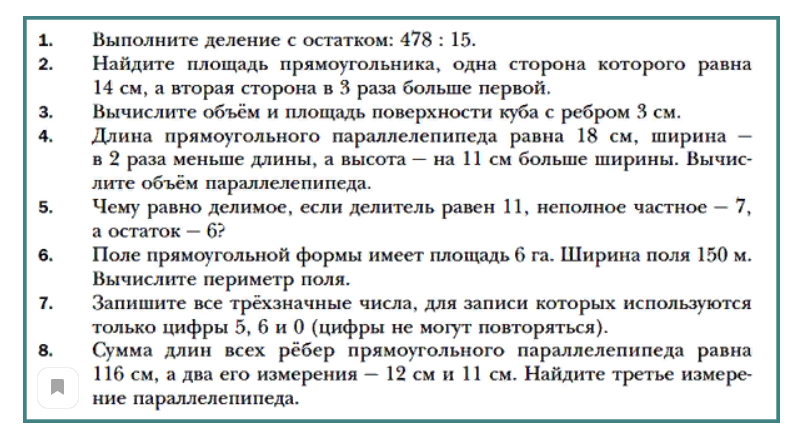 1. Выполните деление с остатком: 478 : 15.
2. Найдите площадь прямоугольника, одна сторона которого равна
14 см, а вторая сторона в 3 раза больше первой.
3. Вычислите объём и площадь поверхности куба с ребром 3 см.
4. Длина прямоугольного параллелепипеда равна 18 см, ширина –
в 2 раза меньше длины, а высота – на 11 см больше ширины. Вычис-
лите объём параллелепипеда.
5. Чему равно делимое, если делитель равен 11, неполное частное – 7,
а остаток – 6?
6. Поле прямоугольной формы имеет площадь 6 га. Ширина поля 150 м.
Вычислите периметр поля.
7. Запишите все трёхзначные числа, для записи которых используются
только цифры 5, 6 и 0 (цифры не могут повторяться).
8. Сумма длин всех рёбер прямоугольного параллелепипеда равна
116 см, а два его измерения – 12 см и 11 см. Найдите третье измере-
ние параллелепипеда.